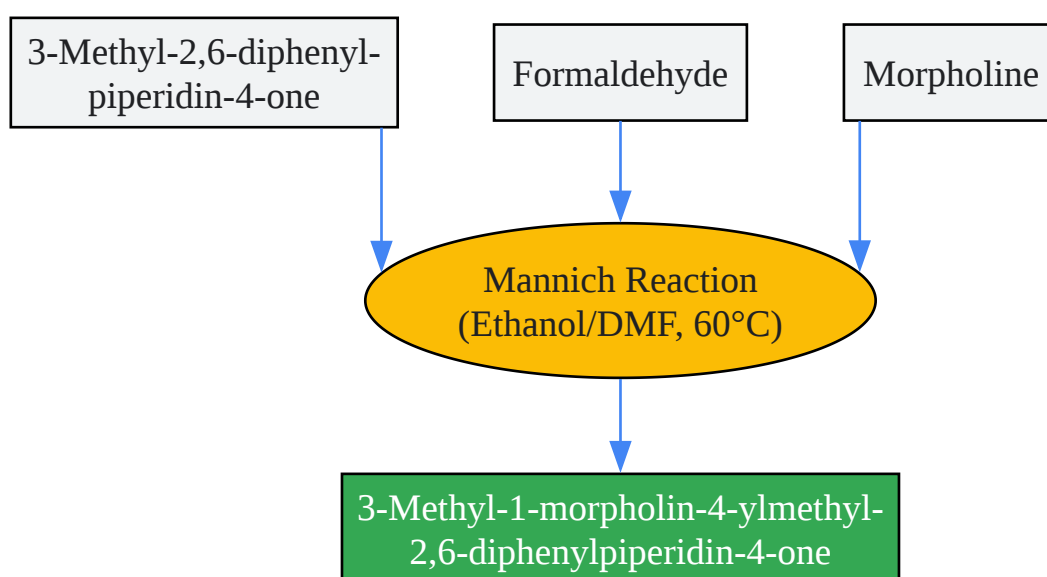 3-Methyl-2,6-diphenyl-
piperidin-4-one
Formaldehyde
Morpholine
Mannich Reaction
(Ethanol/DMF, 60°C)
3-Methyl-1-morpholin-4-ylmethyl-
2,6-diphenylpiperidin-4-one